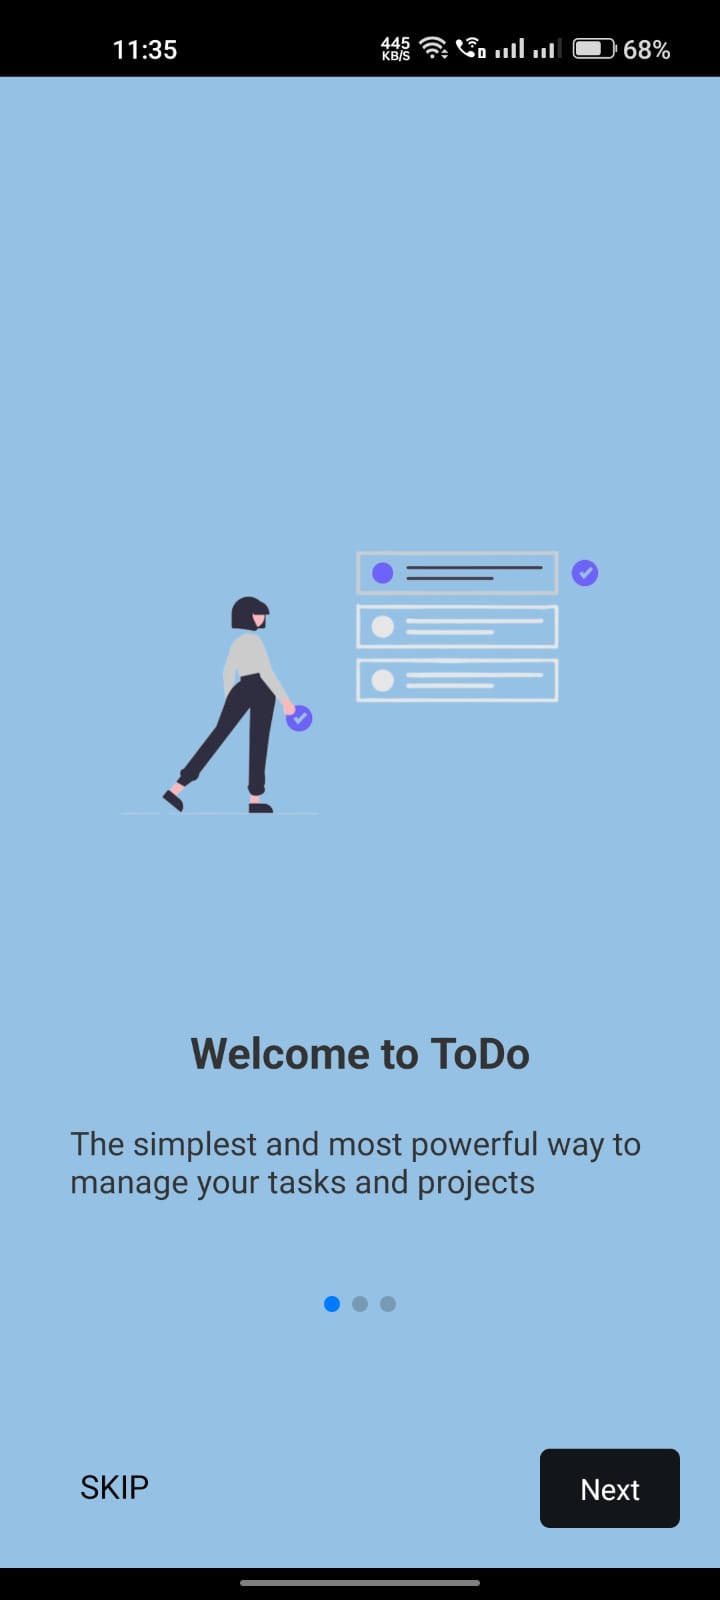 11:35
445
KB/S
68%
Welcome to ToDo
The simplest and most powerful way to
manage your tasks and projects
SKIP
Next